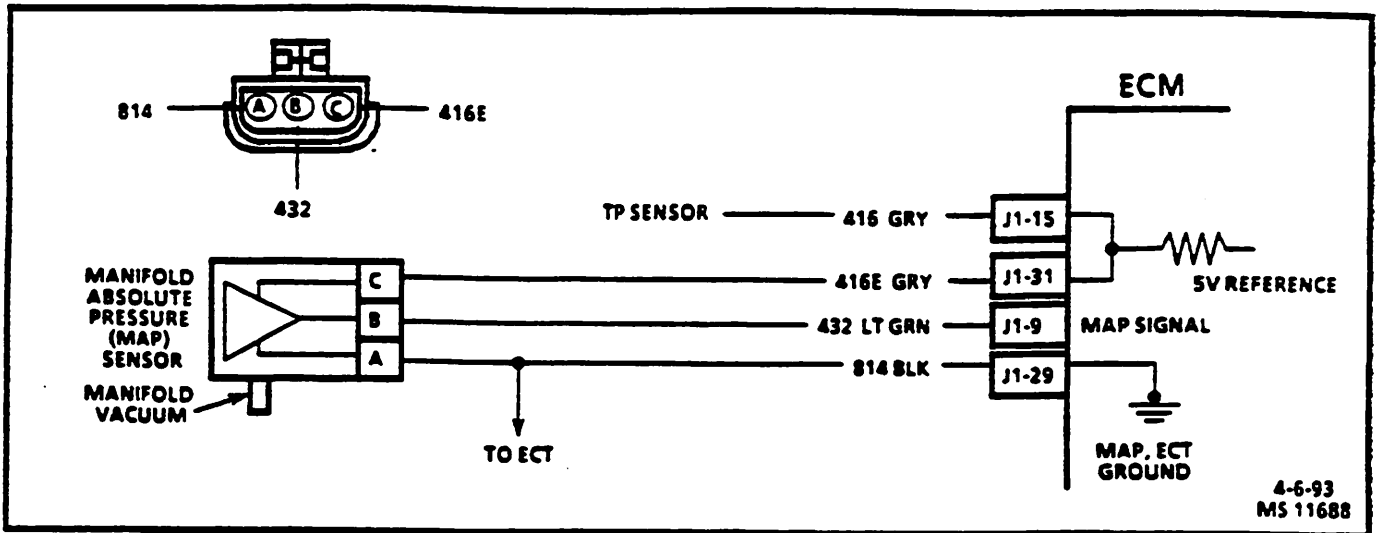 814
A B C
416E
432
ECM
TP SENSOR
416 GRY
J1-15
5V REFERENCE
MANIFOLD
ABSOLUTE
PRESSURE
(MAP)
SENSOR
C
B
A
416E GRY
J1-31
432 LT GRN
J1-9
MAP SIGNAL
814 BLK
J1-29
MANIFOLD
VACUUM
TO ECT
MAP, ECT
GROUND
4-6-93
MS 11688